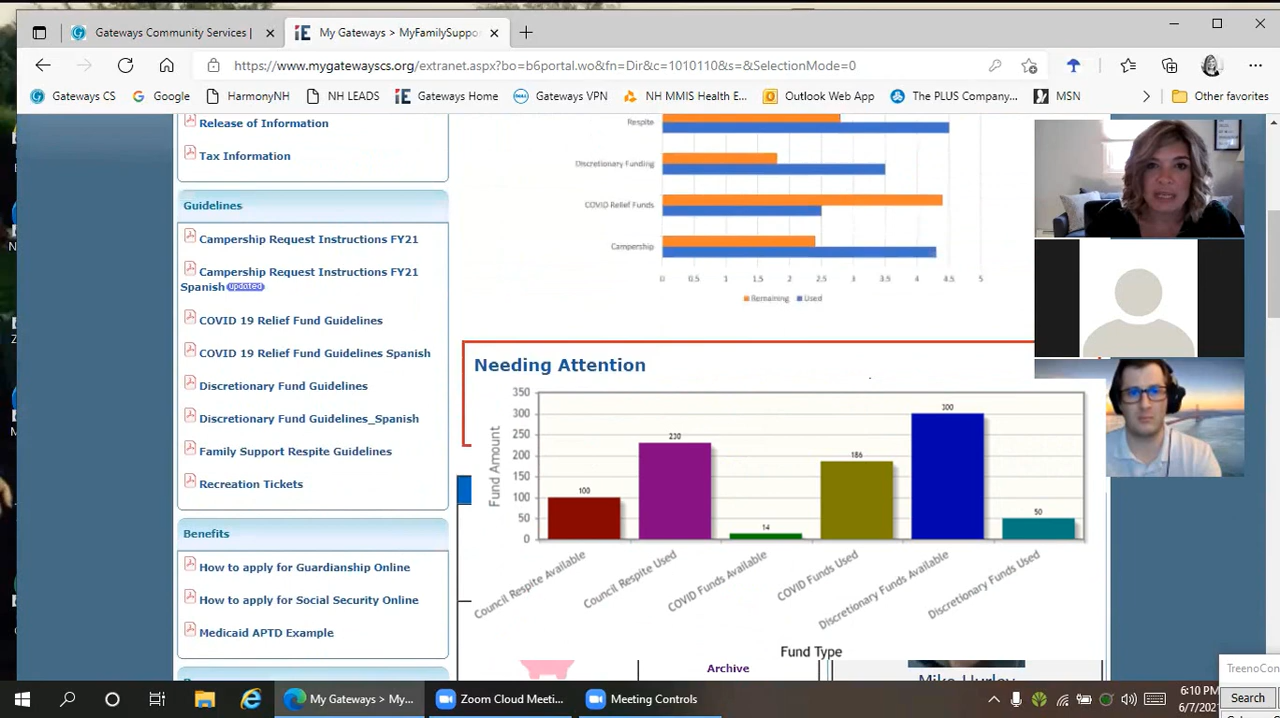 Gateways Community Services |
My Gateways > MyFamilySuppo
https://www.mygatewayscs.org/extranet.aspx?bo=b6portal.wo&fn=Dir&c=1010110&s=&SelectionMode=0
Gateways CS
Google
HarmonyNH
NH LEADS
Gateways Home
Gateways VPN
NH MMIS Health E...
Outlook Web App
The PLUS Company...
MSN
Other favorites
Release of Information
Tax Information
Guidelines
Campership Request Instructions FY21
Campership Request Instructions FY21
Spanish updated
COVID 19 Relief Fund Guidelines
COVID 19 Relief Fund Guidelines Spanish
Discretionary Fund Guidelines
Discretionary Fund Guidelines_Spanish
Family Support Respite Guidelines
Recreation Tickets
Benefits
How to apply for Guardianship Online
How to apply for Social Security Online
Medicaid APTD Example
Respite
Discretionary Funding
COVID Relief Funds
Campership
0 0.5 1 1.5 2 2.5 3 3.5 4 4.5 5
Remaining Used
Needing Attention
Fund Amount
350
300
250
200
150
100
50
0
100
230
14
186
300
50
Council Respite Available
Council Respite Used
COVID Funds Available
COVID Funds Used
Discretionary Funds Available
Discretionary Funds Used
Fund Type
Archive
Mike Hurley
TreenoCon
Search
My Gateways > My...
Zoom Cloud Meeti...
Meeting Controls
6:10 PM
6/7/202